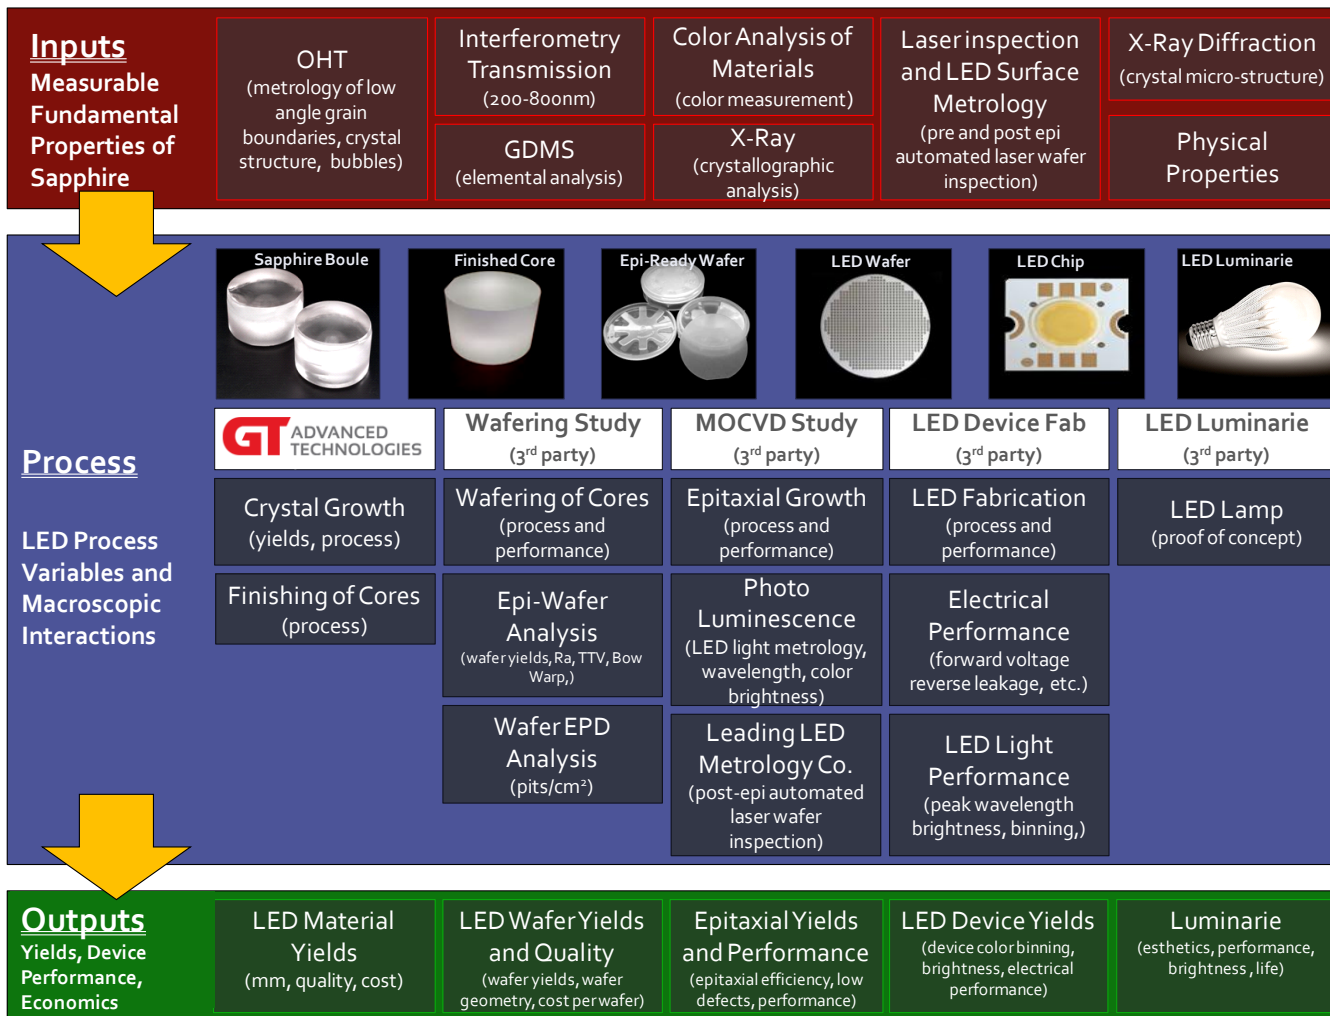 Inputs
Measurable
Fundamental
Properties of
Sapphire
OHT
(metrology of low
angle grain
boundaries, crystal
structure, bubbles)
Interferometry
Transmission
(200-800nm)
GDMS
(elemental analysis)
Color Analysis of
Materials
(color measurement)
X-Ray
(crystallographic
analysis)
Laser inspection
and LED Surface
Metrology
(pre and post epi
automated laser wafer
inspection)
X-Ray Diffraction
(crystal micro-structure)
Physical
Properties
Process
LED Process
Variables and
Macroscopic
Interactions
Sapphire Boule
Finished Core
Epi-Ready Wafer
LED Wafer
LED Chip
LED Luminarie
GT ADVANCED
TECHNOLOGIES
Wafering Study
(3rd party)
MOCVD Study
(3rd party)
LED Device Fab
(3rd party)
LED Luminarie
(3rd party)
Crystal Growth
(yields, process)
Finishing of Cores
(process)
Wafering of Cores
(process and
performance)
Epi-Wafer
Analysis
(wafer yields, Ra, TTV, Bow
Warp,)
Wafer EPD
Analysis
(pits/cm²)
Epitaxial Growth
(process and
performance)
Photo
Luminescence
(LED light metrology,
wavelength, color
brightness)
Leading LED
Metrology Co.
(post-epi automated
laser wafer
inspection)
LED Fabrication
(process and
performance)
Electrical
Performance
(forward voltage
reverse leakage, etc.)
LED Light
Performance
(peak wavelength
brightness, binning,)
LED Lamp
(proof of concept)
Outputs
Yields, Device
Performance,
Economics
LED Material
Yields
(mm, quality, cost)
LED Wafer Yields
and Quality
(wafer yields, wafer
geometry, cost per wafer)
Epitaxial Yields
and Performance
(epitaxial efficiency, low
defects, performance)
LED Device Yields
(device color binning,
brightness, electrical
performance)
Luminarie
(esthetics, performance,
brightness , life)